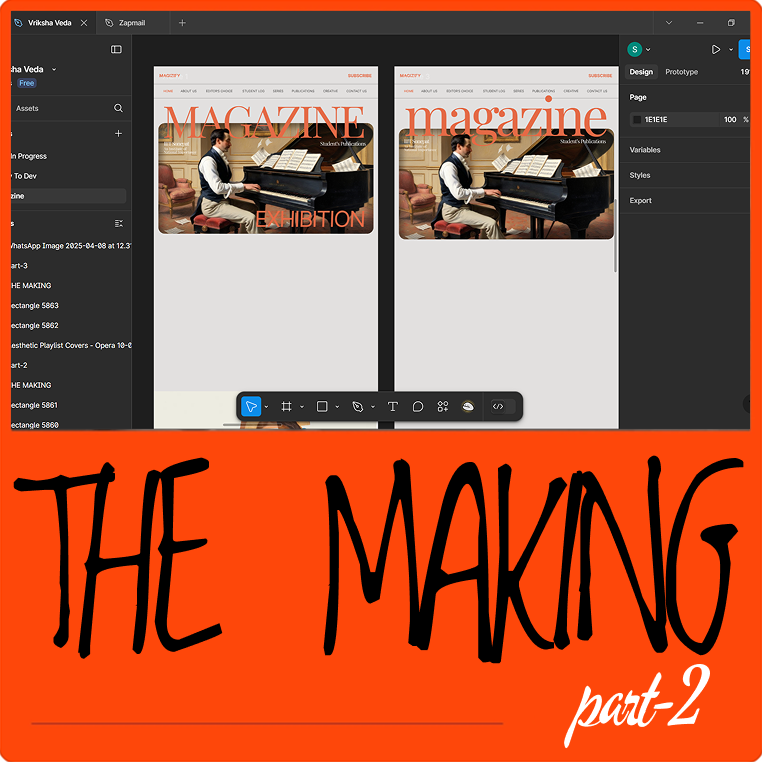 Vriksha Veda
Zapmail
sha Veda
Free
Assets
In Progress
y To Dev
zine
WhatsApp Image 2025-04-08 at 12.3
art-3
HE MAKING
ectangle 5863
ectangle 5862
esthetic Playlist Covers - Opera 10-0
art-2
HE MAKING
ectangle 5861
ectangle 5860
MAGZIFY
SUBSCRIBE
HOME ABOUT US EDITOR'S CHOICE STUDENT LOG SERIES PUBLICATIONS CREATIVE CONTACT US
MAGAZINE
Student's Publications
EXHIBITION
MAGZIFY
SUBSCRIBE
HOME ABOUT US EDITOR'S CHOICE STUDENT LOG SERIES PUBLICATIONS CREATIVE CONTACT US
magazine
Student's Publications
S
Design
Prototype
19
Page
1E1E1E
100 %
Variables
Styles
Export
THE MAKING
part-2